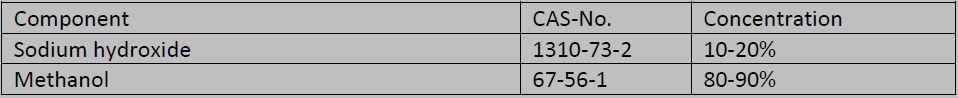 Component CAS-No. Concentration
Sodium hydroxide 1310-73-2 10-20%
Methanol 67-56-1 80-90%